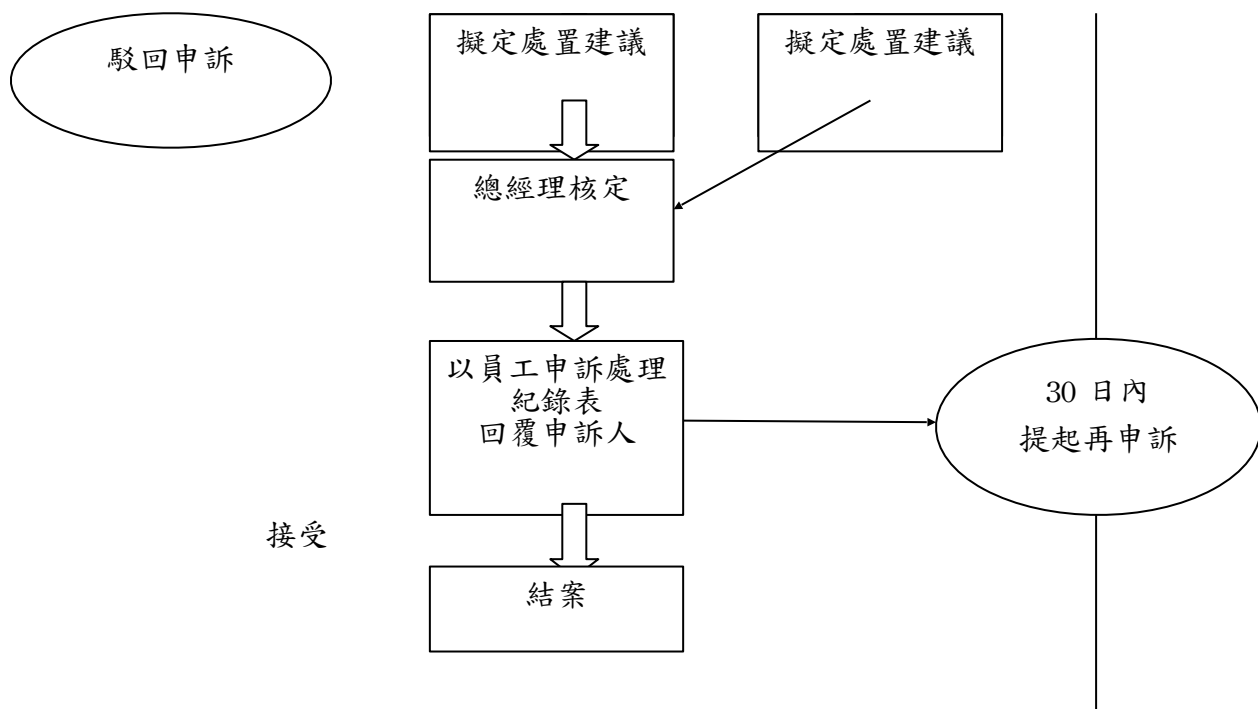 駁回申訴
擬定處置建議
擬定處置建議
總經理核定
以員工申訴處理
紀錄表
回覆申訴人
30 日內
提起再申訴
接受
結案